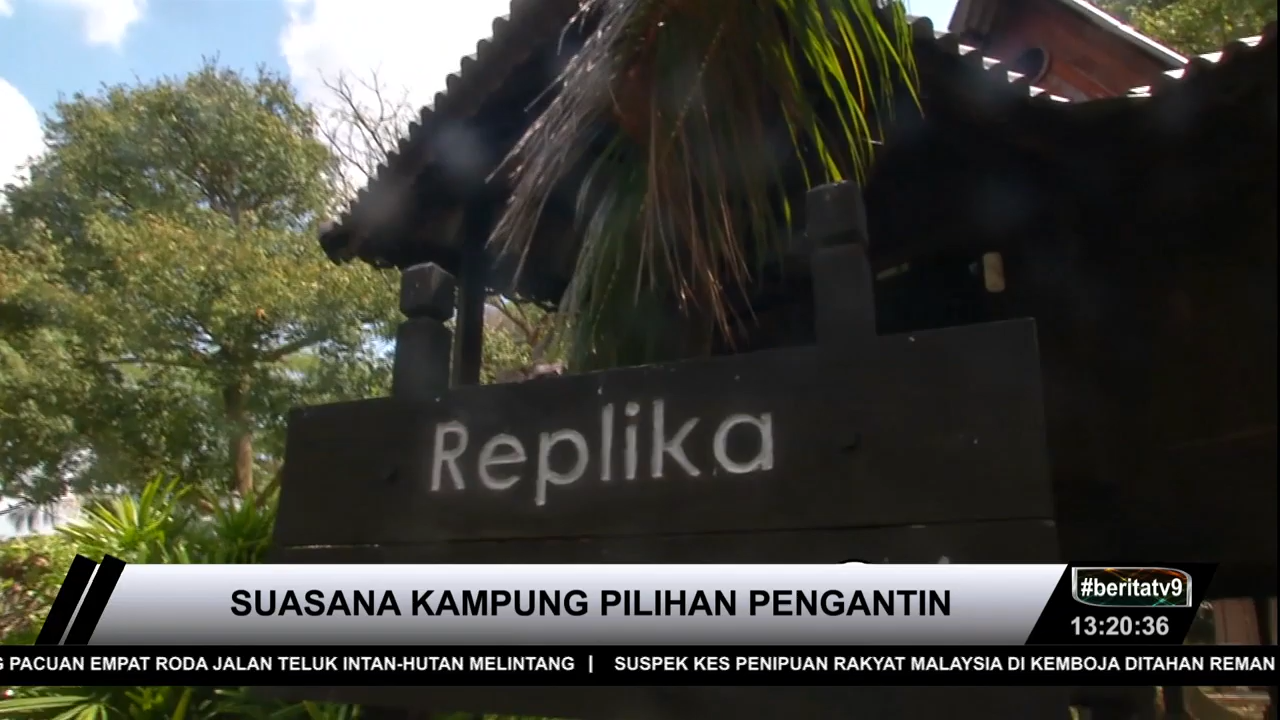 Replika
SUASANA KAMPUNG PILIHAN PENGANTIN
#beritatv9
13:20:36
PACUAN EMPAT RODA JALAN TELUK INTAN-HUTAN MELINTANG | SUSPEK KES PENIPUAN RAKYAT MALAYSIA DI KEMBOJA DITAHAN REMAN